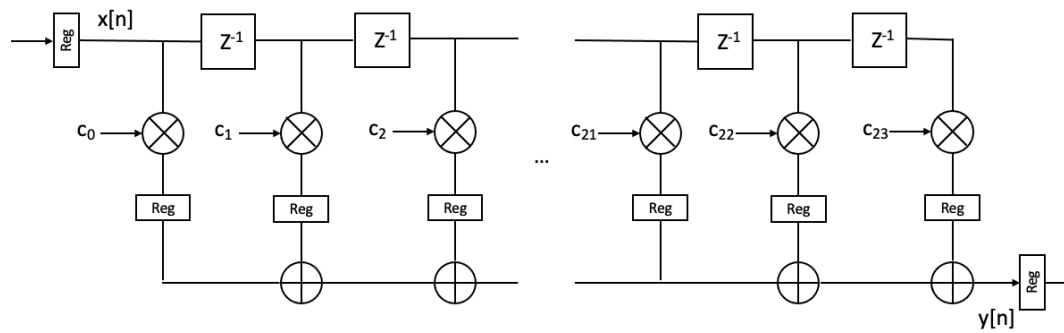 Reg
x[n]
Z⁻¹
Z⁻¹
Z⁻¹
Z⁻¹
c₀
c₁
c₂
c₂₁
c₂₂
c₂₃
...
Reg
Reg
Reg
Reg
Reg
Reg
Reg
y[n]